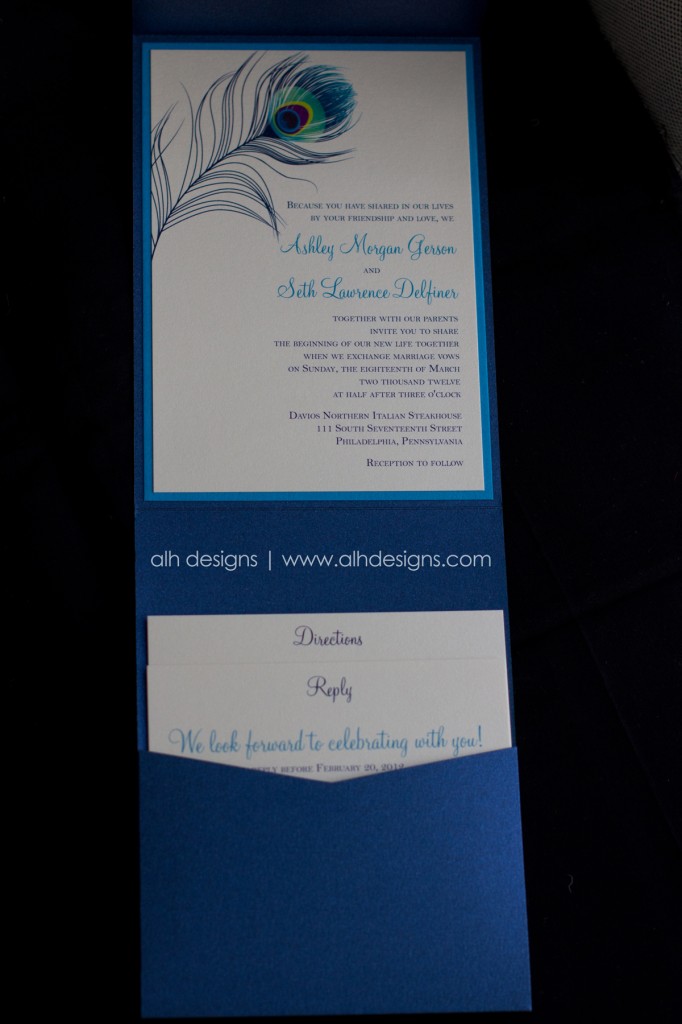 Because you have shared in our lives
by your friendship and love, we
Ashley Morgan Gerson
and
Seth Lawrence Delfiner
together with our parents
invite you to share
the beginning of our new life together
when we exchange marriage vows
on Sunday, the eighteenth of March
two thousand twelve
at half after three o'clock
Davios Northern Italian Steakhouse
111 South Seventeenth Street
Philadelphia, Pennsylvania
Reception to follow
alh designs | www.alhdesigns.com
Directions
Reply
We look forward to celebrating with you!
reply before February 20, 2012